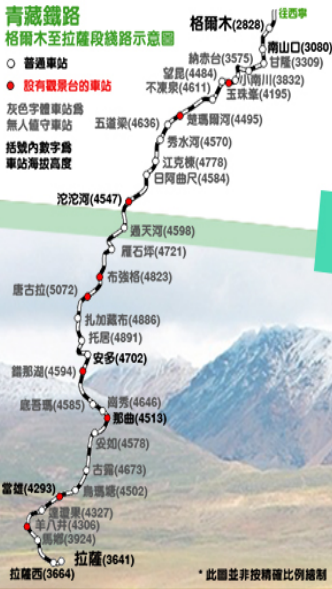 青藏鐵路
格爾木至拉薩段綫路示意圖
普通車站
設有觀景台的車站
灰色字體車站爲
無人值守車站
括號內數字爲
車站海拔高度
往西寧
格爾木(2828)
南山口(3080)
甘隆(3309)
納赤台(3575)
小南川(3832)
望昆(4484)
玉珠峯(4195)
不凍泉(4611)
楚瑪爾河(4495)
五道梁(4636)
秀水河(4570)
江克棟(4778)
日阿曲尺(4584)
沱沱河(4547)
通天河(4598)
雁石坪(4721)
布強格(4823)
唐古拉(5072)
扎加藏布(4886)
托居(4891)
安多(4702)
錯那湖(4594)
底吾瑪(4585)
崗秀(4646)
那曲(4513)
妥如(4578)
古露(4673)
烏瑪塘(4502)
當雄(4293)
達瓊果(4327)
羊八井(4306)
馬鄉(3924)
拉薩(3641)
拉薩西(3664)
* 此圖並非按精確比例繪制